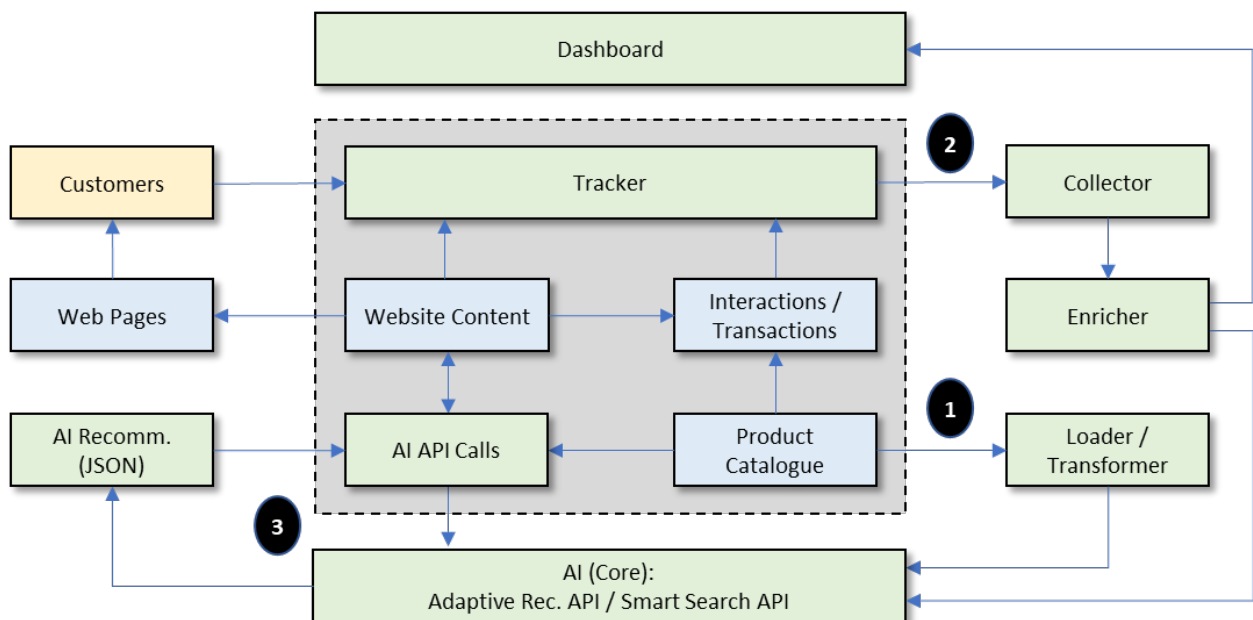 Dashboard
2
Customers
Tracker
Collector
Web Pages
Website Content
Interactions /
Transactions
Enricher
1
AI Recomm.
(JSON)
AI API Calls
Product
Catalogue
Loader /
Transformer
3
AI (Core):
Adaptive Rec. API / Smart Search API